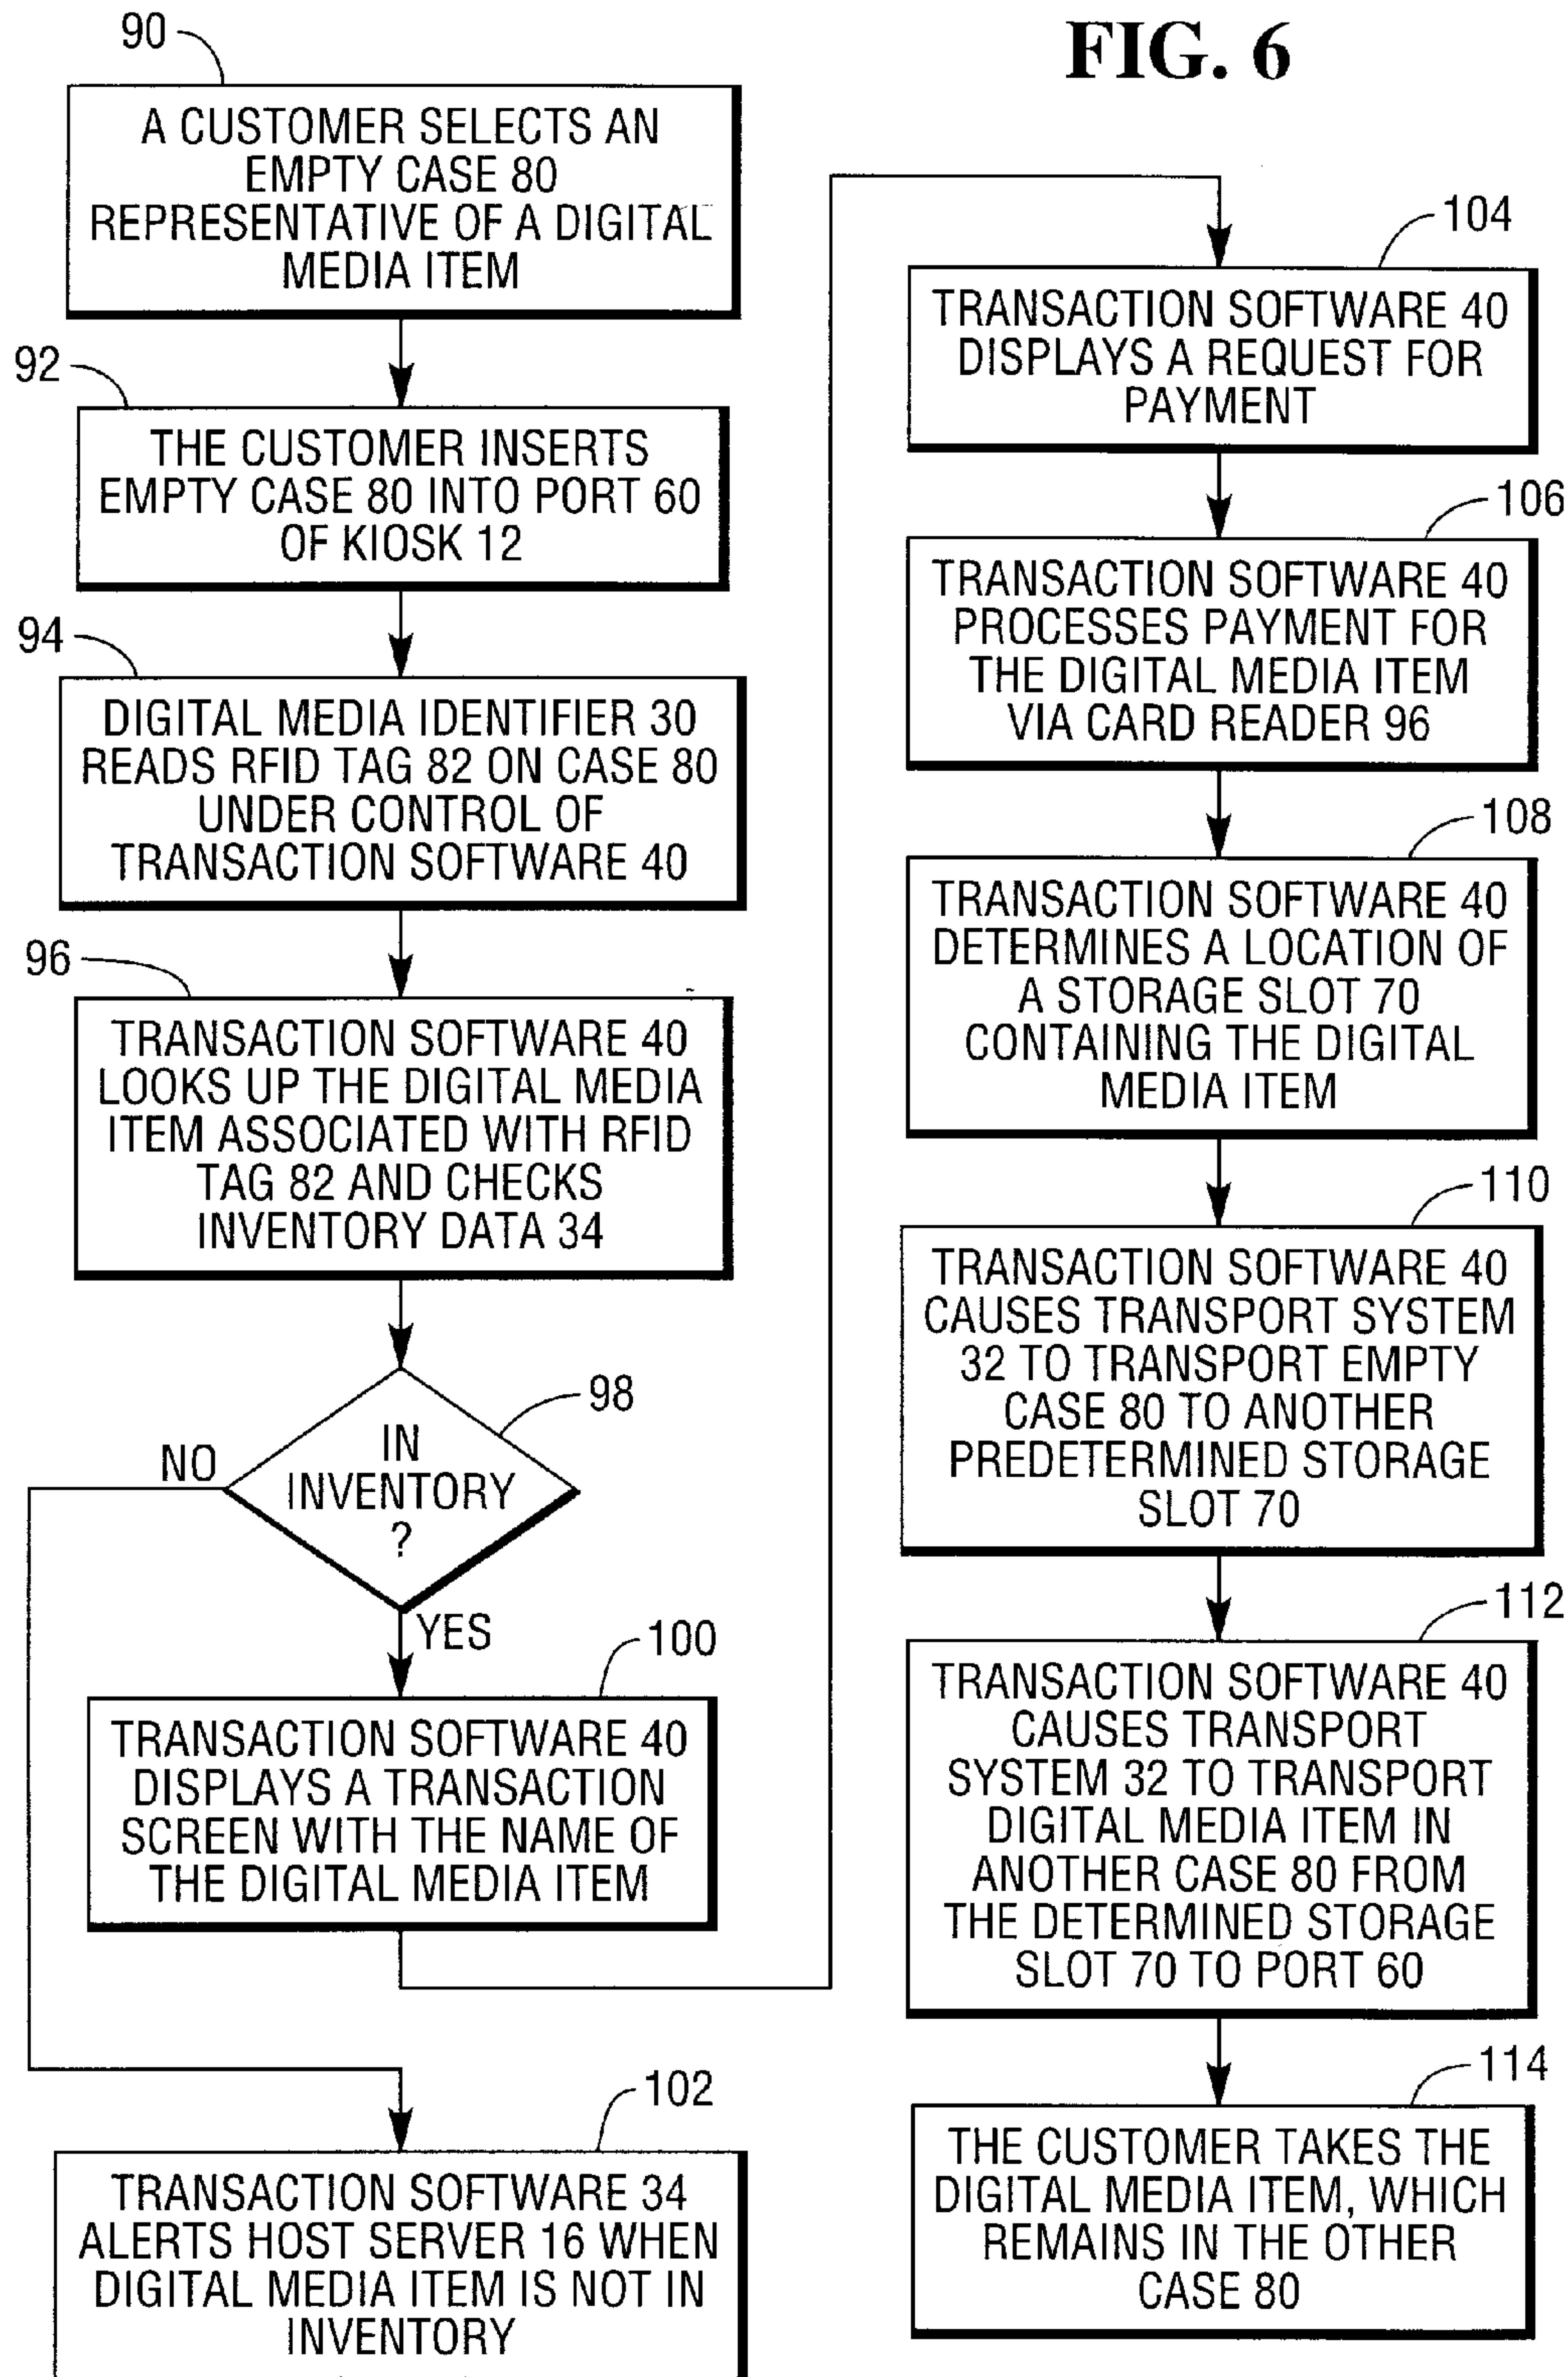 FIG. 6
90
A CUSTOMER SELECTS AN
EMPTY CASE 80
REPRESENTATIVE OF A DIGITAL
MEDIA ITEM
92
THE CUSTOMER INSERTS
EMPTY CASE 80 INTO PORT 60
OF KIOSK 12
94
DIGITAL MEDIA IDENTIFIER 30
READS RFID TAG 82 ON CASE 80
UNDER CONTROL OF
TRANSACTION SOFTWARE 40
96
TRANSACTION SOFTWARE 40
LOOKS UP THE DIGITAL MEDIA
ITEM ASSOCIATED WITH RFID
TAG 82 AND CHECKS
INVENTORY DATA 34
98
IN
INVENTORY
?
NO
YES
100
TRANSACTION SOFTWARE 40
DISPLAYS A TRANSACTION
SCREEN WITH THE NAME OF
THE DIGITAL MEDIA ITEM
102
TRANSACTION SOFTWARE 34
ALERTS HOST SERVER 16 WHEN
DIGITAL MEDIA ITEM IS NOT IN
INVENTORY
104
TRANSACTION SOFTWARE 40
DISPLAYS A REQUEST FOR
PAYMENT
106
TRANSACTION SOFTWARE 40
PROCESSES PAYMENT FOR
THE DIGITAL MEDIA ITEM
VIA CARD READER 96
108
TRANSACTION SOFTWARE 40
DETERMINES A LOCATION OF
A STORAGE SLOT 70
CONTAINING THE DIGITAL
MEDIA ITEM
110
TRANSACTION SOFTWARE 40
CAUSES TRANSPORT SYSTEM
32 TO TRANSPORT EMPTY
CASE 80 TO ANOTHER
PREDETERMINED STORAGE
SLOT 70
112
TRANSACTION SOFTWARE 40
CAUSES TRANSPORT
SYSTEM 32 TO TRANSPORT
DIGITAL MEDIA ITEM IN
ANOTHER CASE 80 FROM
THE DETERMINED STORAGE
SLOT 70 TO PORT 60
114
THE CUSTOMER TAKES THE
DIGITAL MEDIA ITEM, WHICH
REMAINS IN THE OTHER
CASE 80